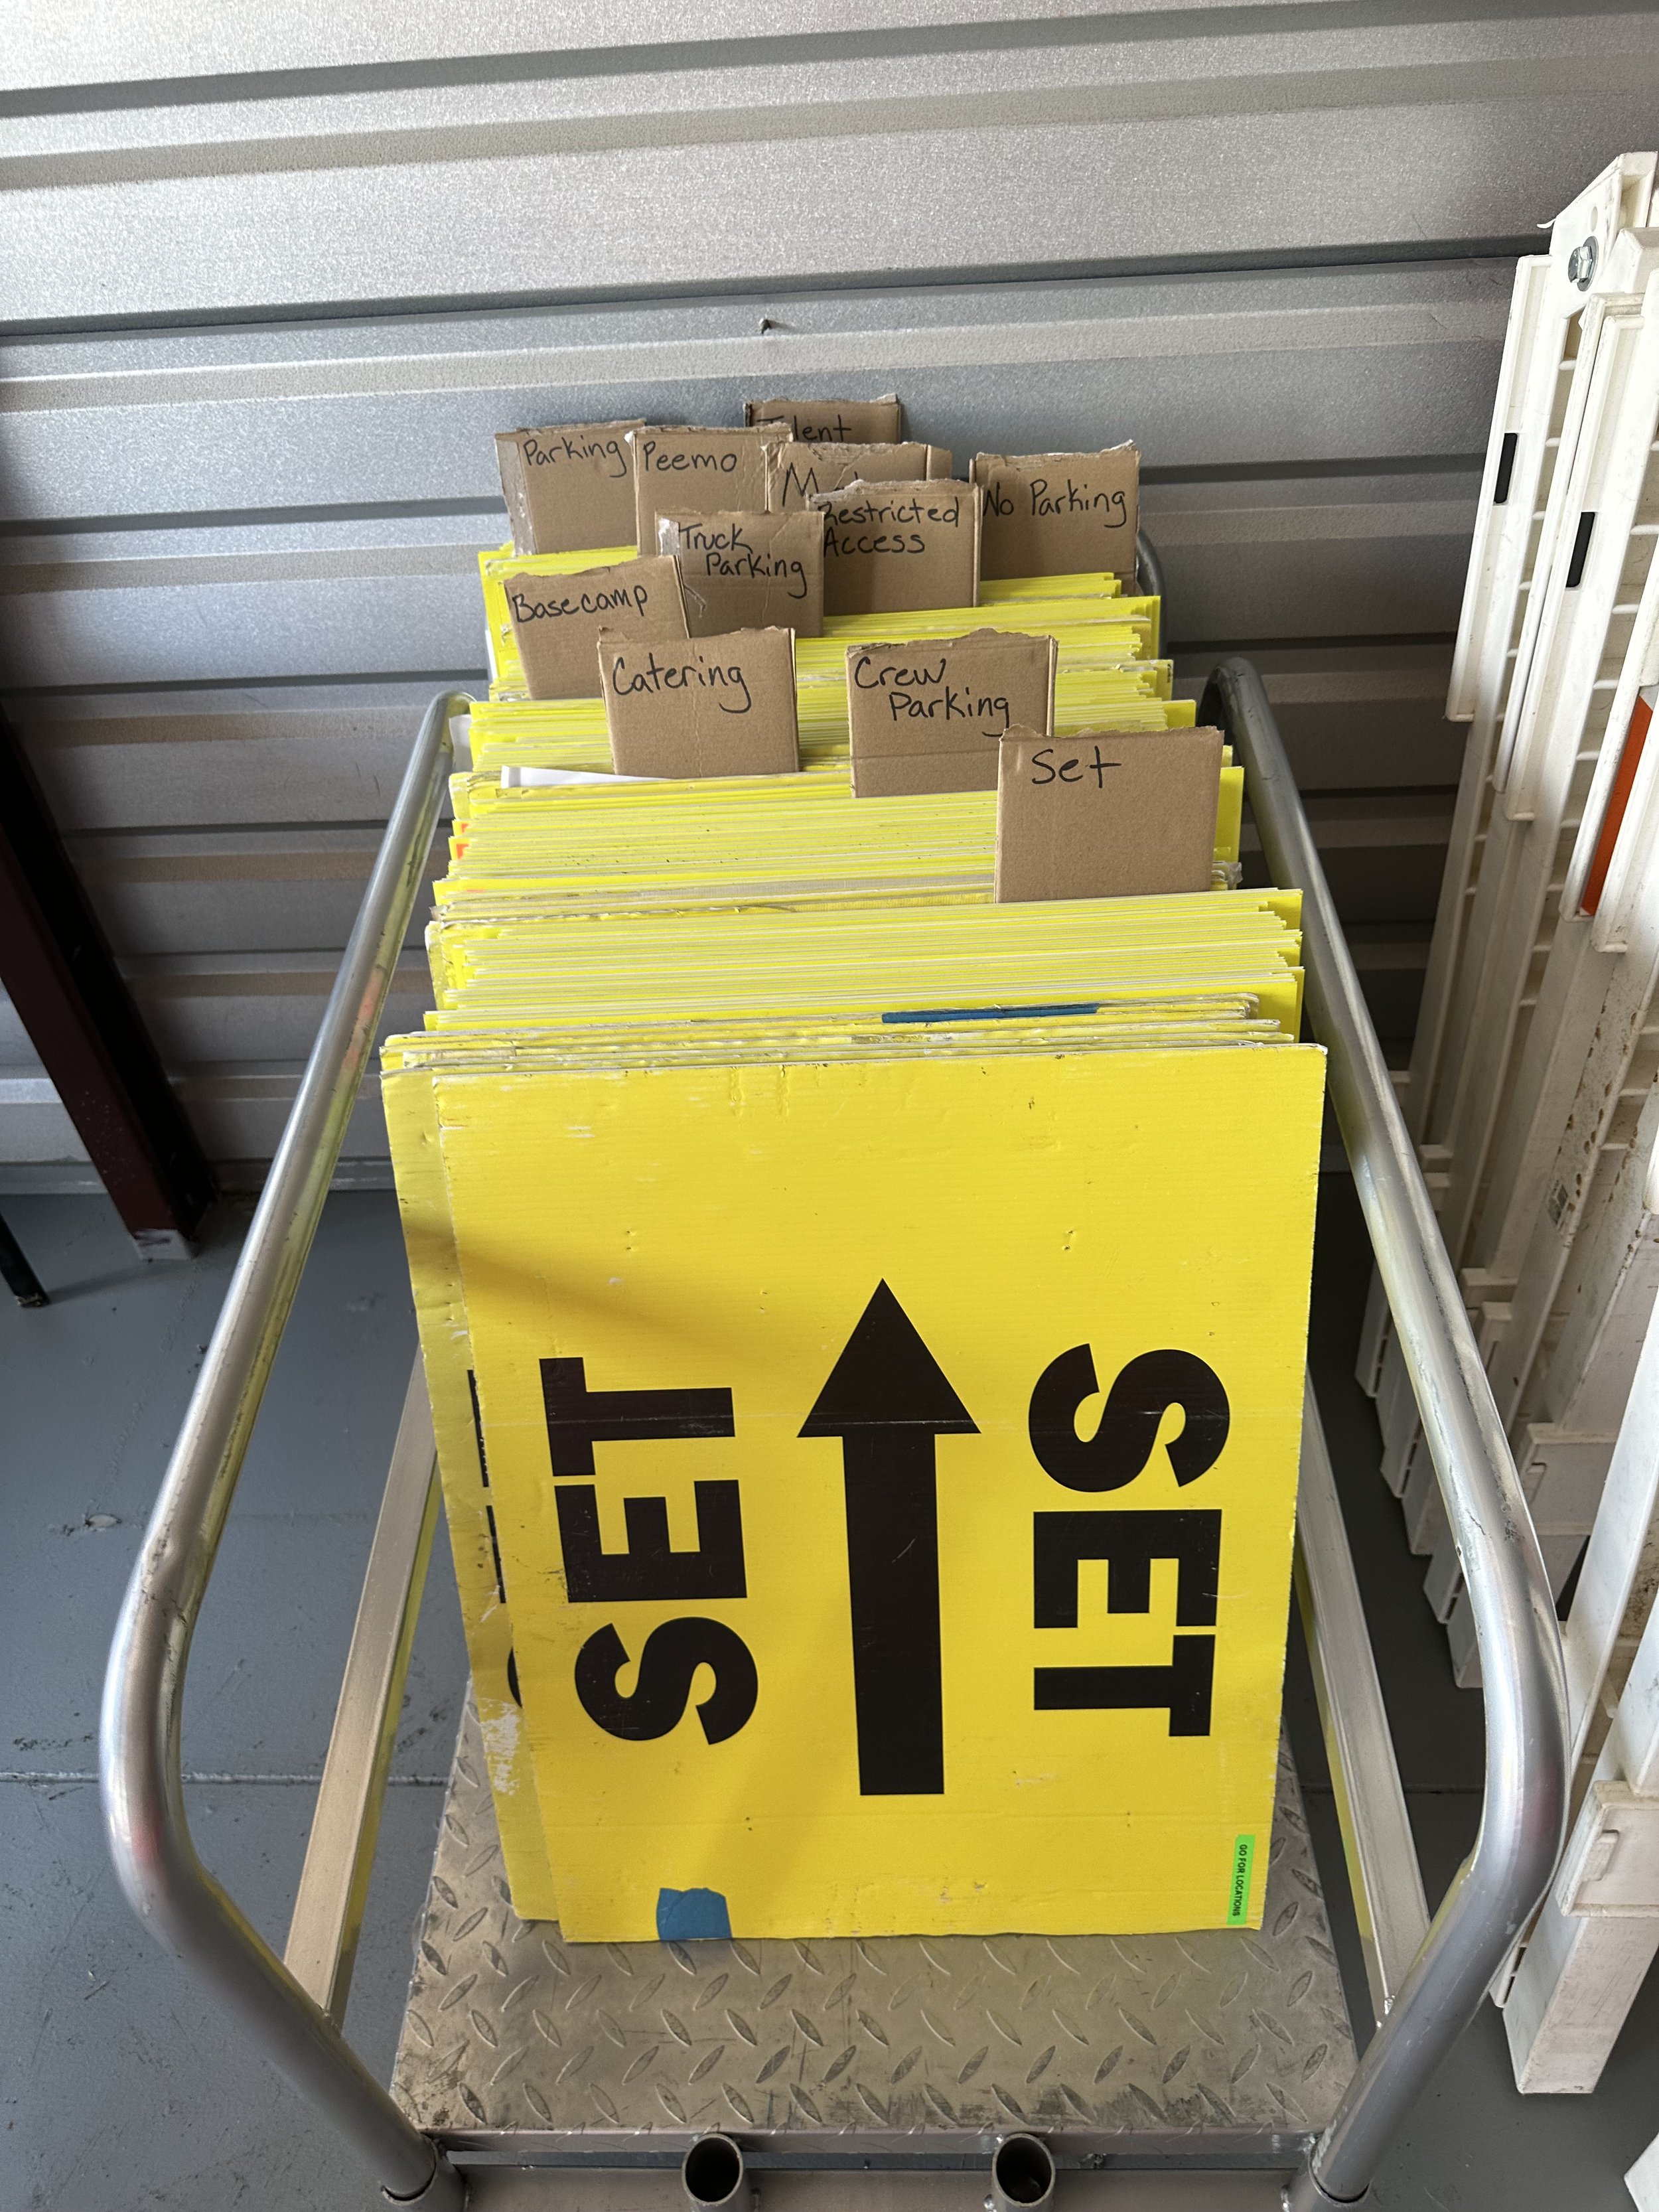 Parking
Peemo
No Parking
Restricted
Access
Truck
Parking
Basecamp
Catering
Crew
Parking
Set
SET
SET
GO FOR LOCATIONS